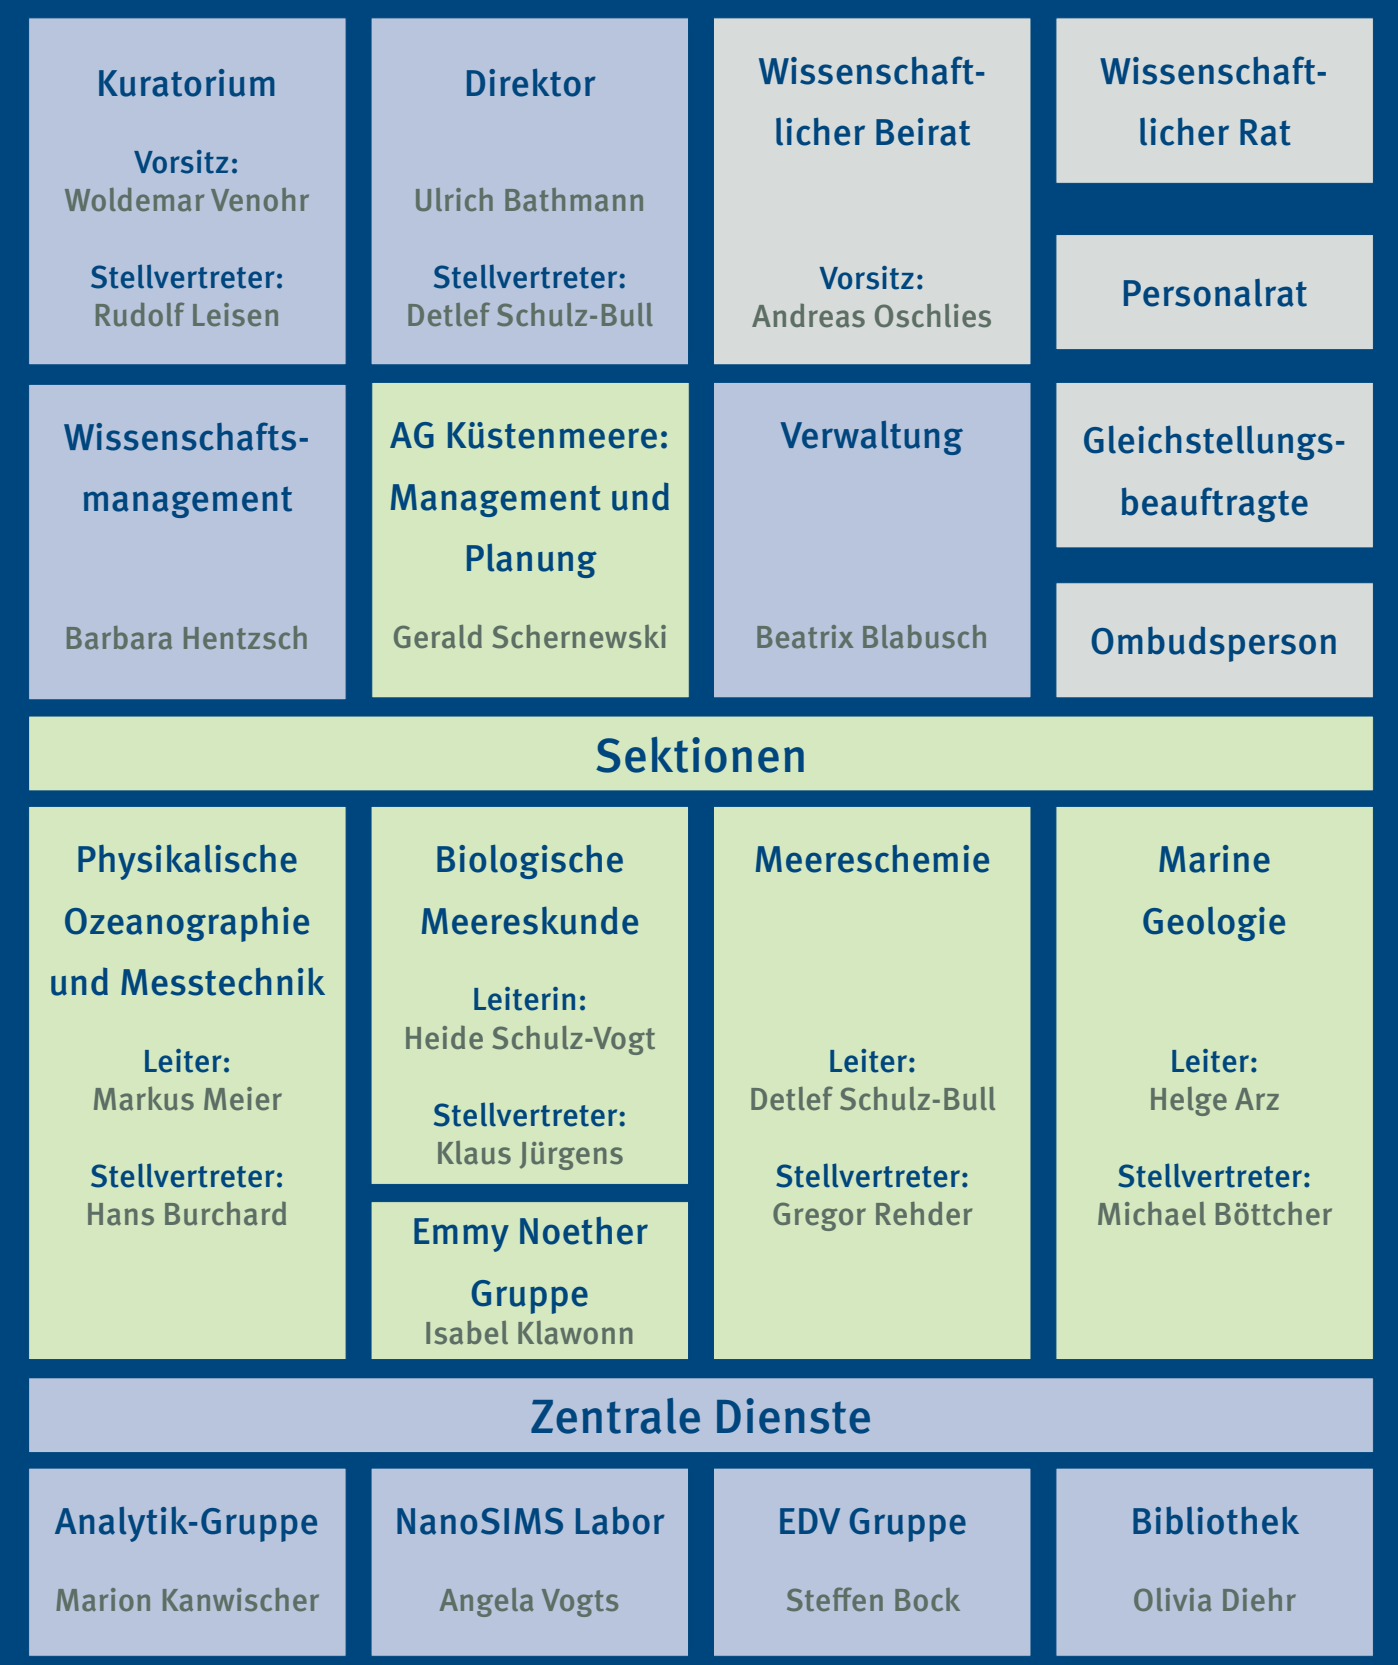 Kuratorium
Vorsitz:
Woldemar Venohr
Stellvertreter:
Rudolf Leisen
Direktor
Ulrich Bathmann
Stellvertreter:
Detlef Schulz-Bull
Wissenschaft-
licher Beirat
Vorsitz:
Andreas Oschlies
Wissenschaft-
licher Rat
Personalrat
Wissenschafts-
management
Barbara Hentzsch
AG Küstenmeere:
Management und
Planung
Gerald Schernewski
Verwaltung
Beatrix Blabusch
Gleichstellungs-
beauftragte
Ombudsperson
Sektionen
Physikalische
Ozeanographie
und Messtechnik
Leiter:
Markus Meier
Stellvertreter:
Hans Burchard
Biologische
Meereskunde
Leiterin:
Heide Schulz-Vogt
Stellvertreter:
Klaus Jürgens
Emmy Noether
Gruppe
Isabel Klawonn
Meereschemie
Leiter:
Detlef Schulz-Bull
Stellvertreter:
Gregor Rehder
Marine
Geologie
Leiter:
Helge Arz
Stellvertreter:
Michael Böttcher
Zentrale Dienste
Analytik-Gruppe
Marion Kanwischer
NanoSIMS Labor
Angela Vogts
EDV Gruppe
Steffen Bock
Bibliothek
Olivia Diehr